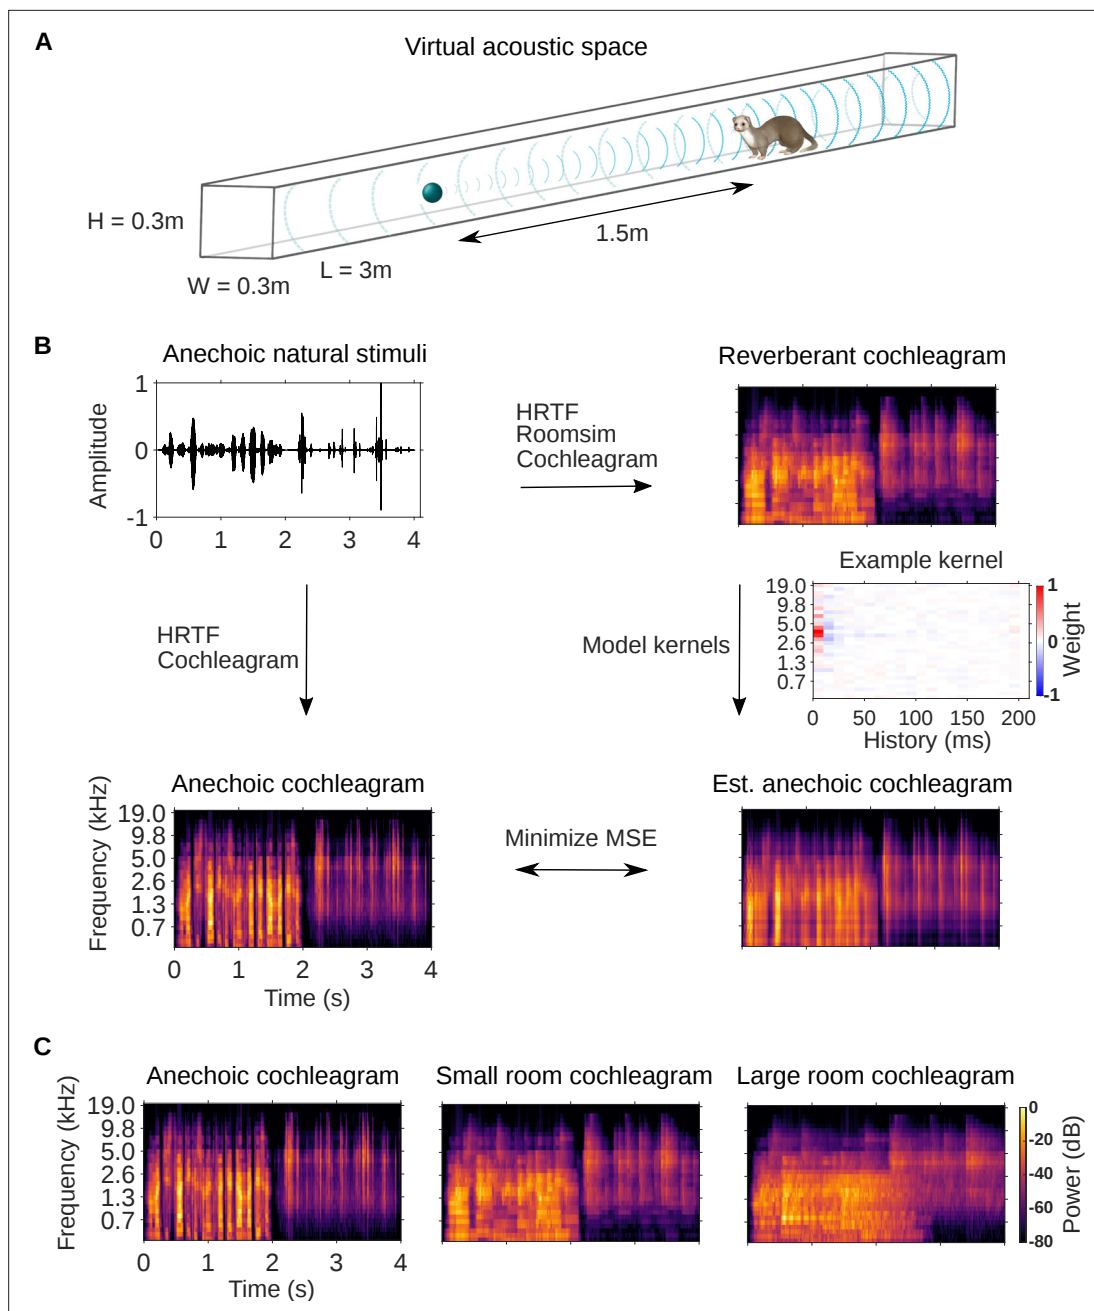 A
Virtual acoustic space
H = 0.3m
W = 0.3m
L = 3m
1.5m
B
Anechoic natural stimuli
Amplitude
1
0
-1
0 1 2 3 4
HRTF
Roomsim
Cochleagram
Reverberant cochleagram
HRTF
Cochleagram
Model kernels
Example kernel
19.0
9.8
5.0
2.6
1.3
0.7
0 50 100 150 200
History (ms)
1
0
-1
Weight
Anechoic cochleagram
Frequency (kHz)
19.0
9.8
5.0
2.6
1.3
0.7
0 1 2 3 4
Time (s)
Minimize MSE
Est. anechoic cochleagram
C
Anechoic cochleagram
Frequency (kHz)
19.0
9.8
5.0
2.6
1.3
0.7
0 1 2 3 4
Time (s)
Small room cochleagram
Large room cochleagram
0
-20
-40
-60
-80
Power (dB)